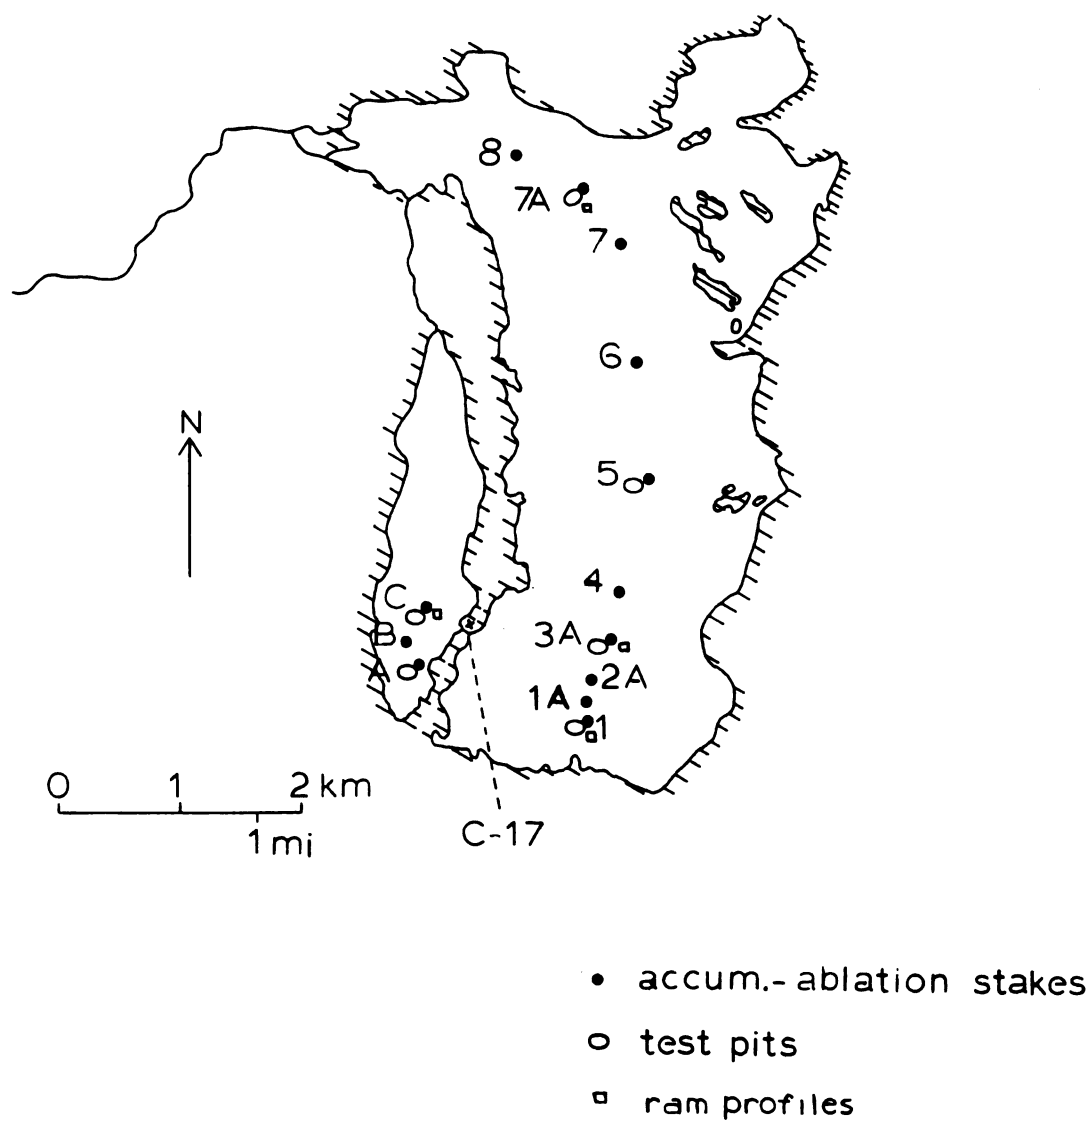 8
7A
7
6
N
5
4
C
3A
B
A
2A
1A
1
0 1 2 km
1 mi
C-17
accum.-ablation stakes
test pits
ram profiles